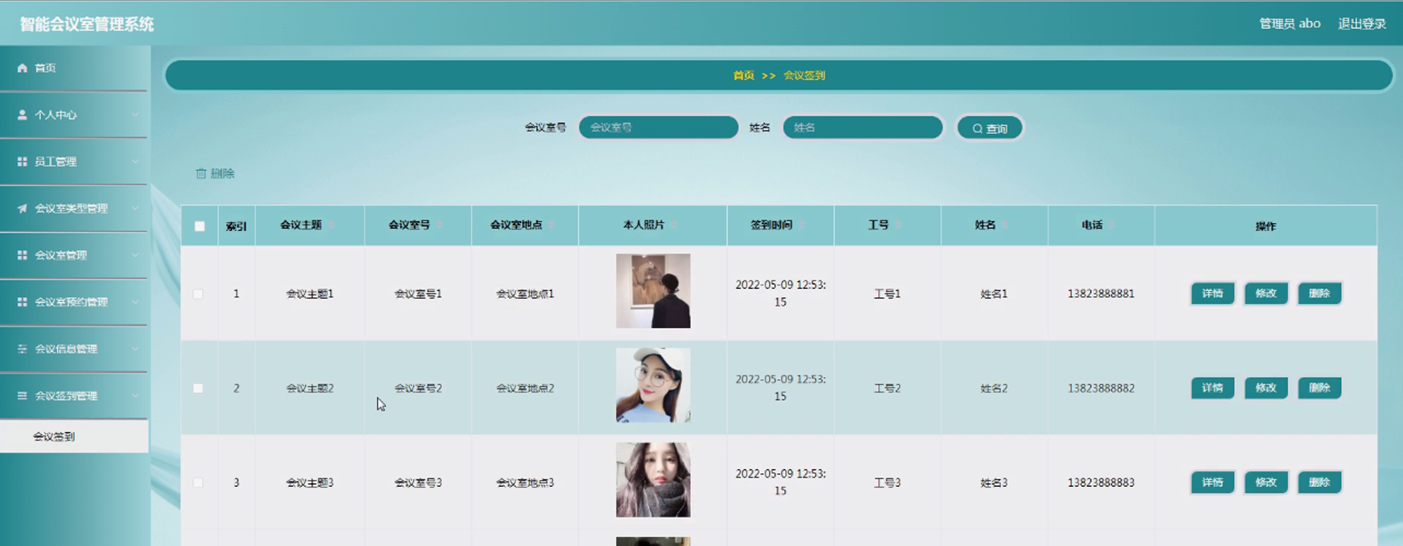 智能会议室管理系统
管理员 abo 退出登录
首页
个人中心
员工管理
会议室类型管理
会议室管理
会议室预约管理
会议信息管理
会议签到管理
会议签到
首页 >> 会议签到
会议室号 会议室号 姓名 姓名 查询
删除
索引 会议主题 会议室号 会议室地点 本人照片 签到时间 工号 姓名 电话 操作
1 会议主题1 会议室号1 会议室地点1 2022-05-09 12:53:15 工号1 姓名1 13823888881 详情 修改 删除
2 会议主题2 会议室号2 会议室地点2 2022-05-09 12:53:15 工号2 姓名2 13823888882 详情 修改 删除
3 会议主题3 会议室号3 会议室地点3 2022-05-09 12:53:15 工号3 姓名3 13823888883 详情 修改 删除